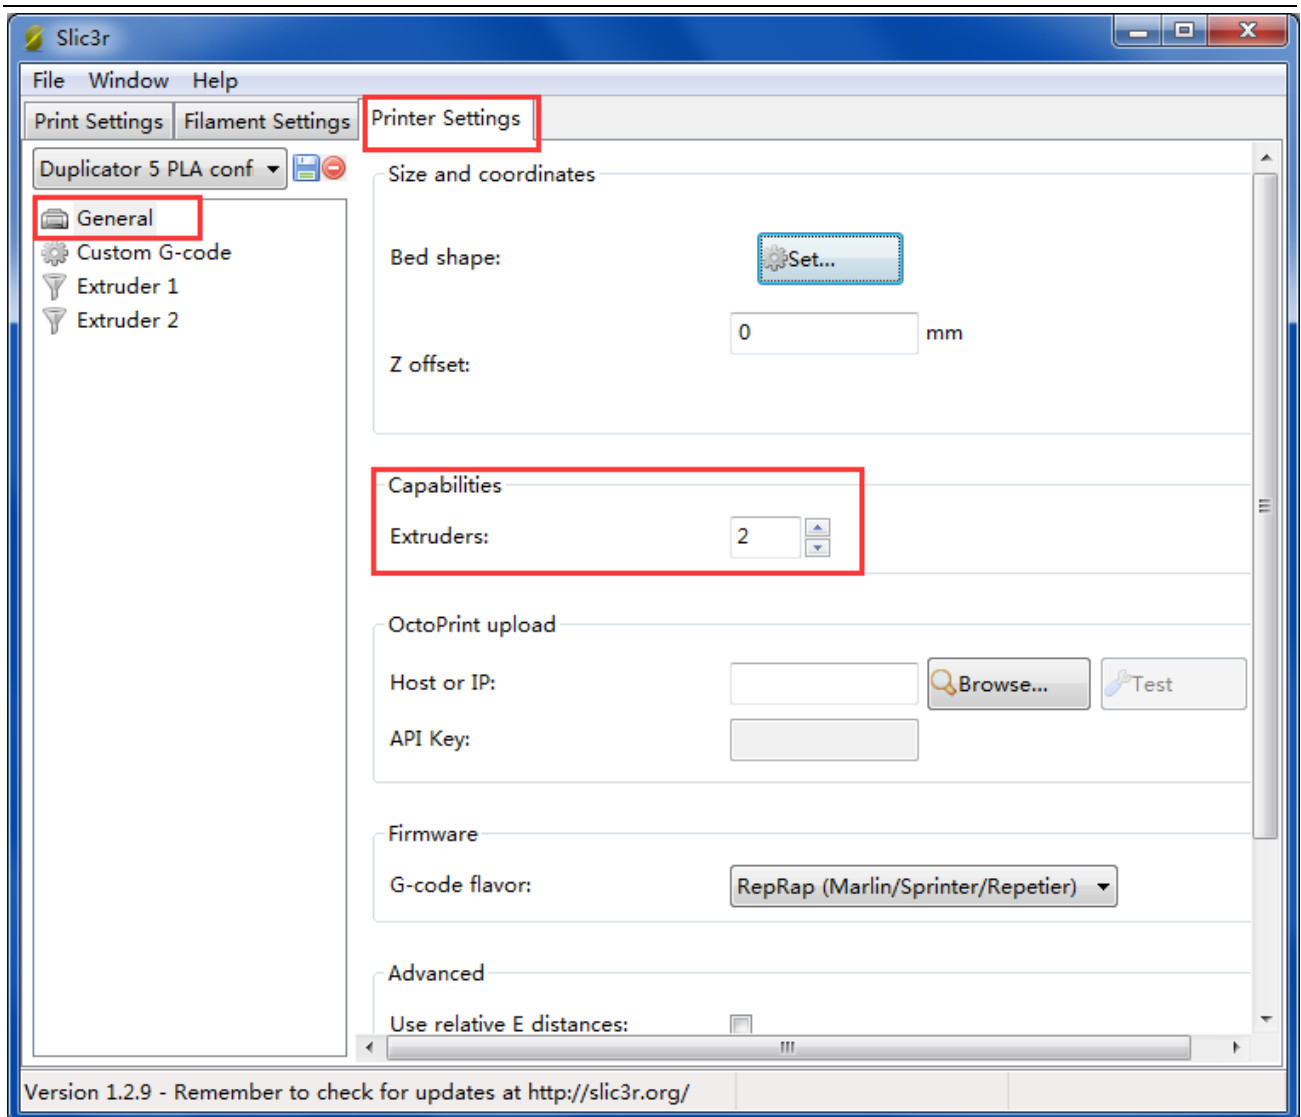 Slic3r
File Window Help
Print Settings Filament Settings Printer Settings
Duplicator 5 PLA conf
General
Custom G-code
Extruder 1
Extruder 2
Size and coordinates
Bed shape: Set...
0 mm
Z offset:
Capabilities
Extruders: 2
OctoPrint upload
Host or IP: Browse... Test
API Key:
Firmware
G-code flavor: RepRap (Marlin/Sprinter/Repetier)
Advanced
Use relative E distances:
Version 1.2.9 - Remember to check for updates at http://slic3r.org/